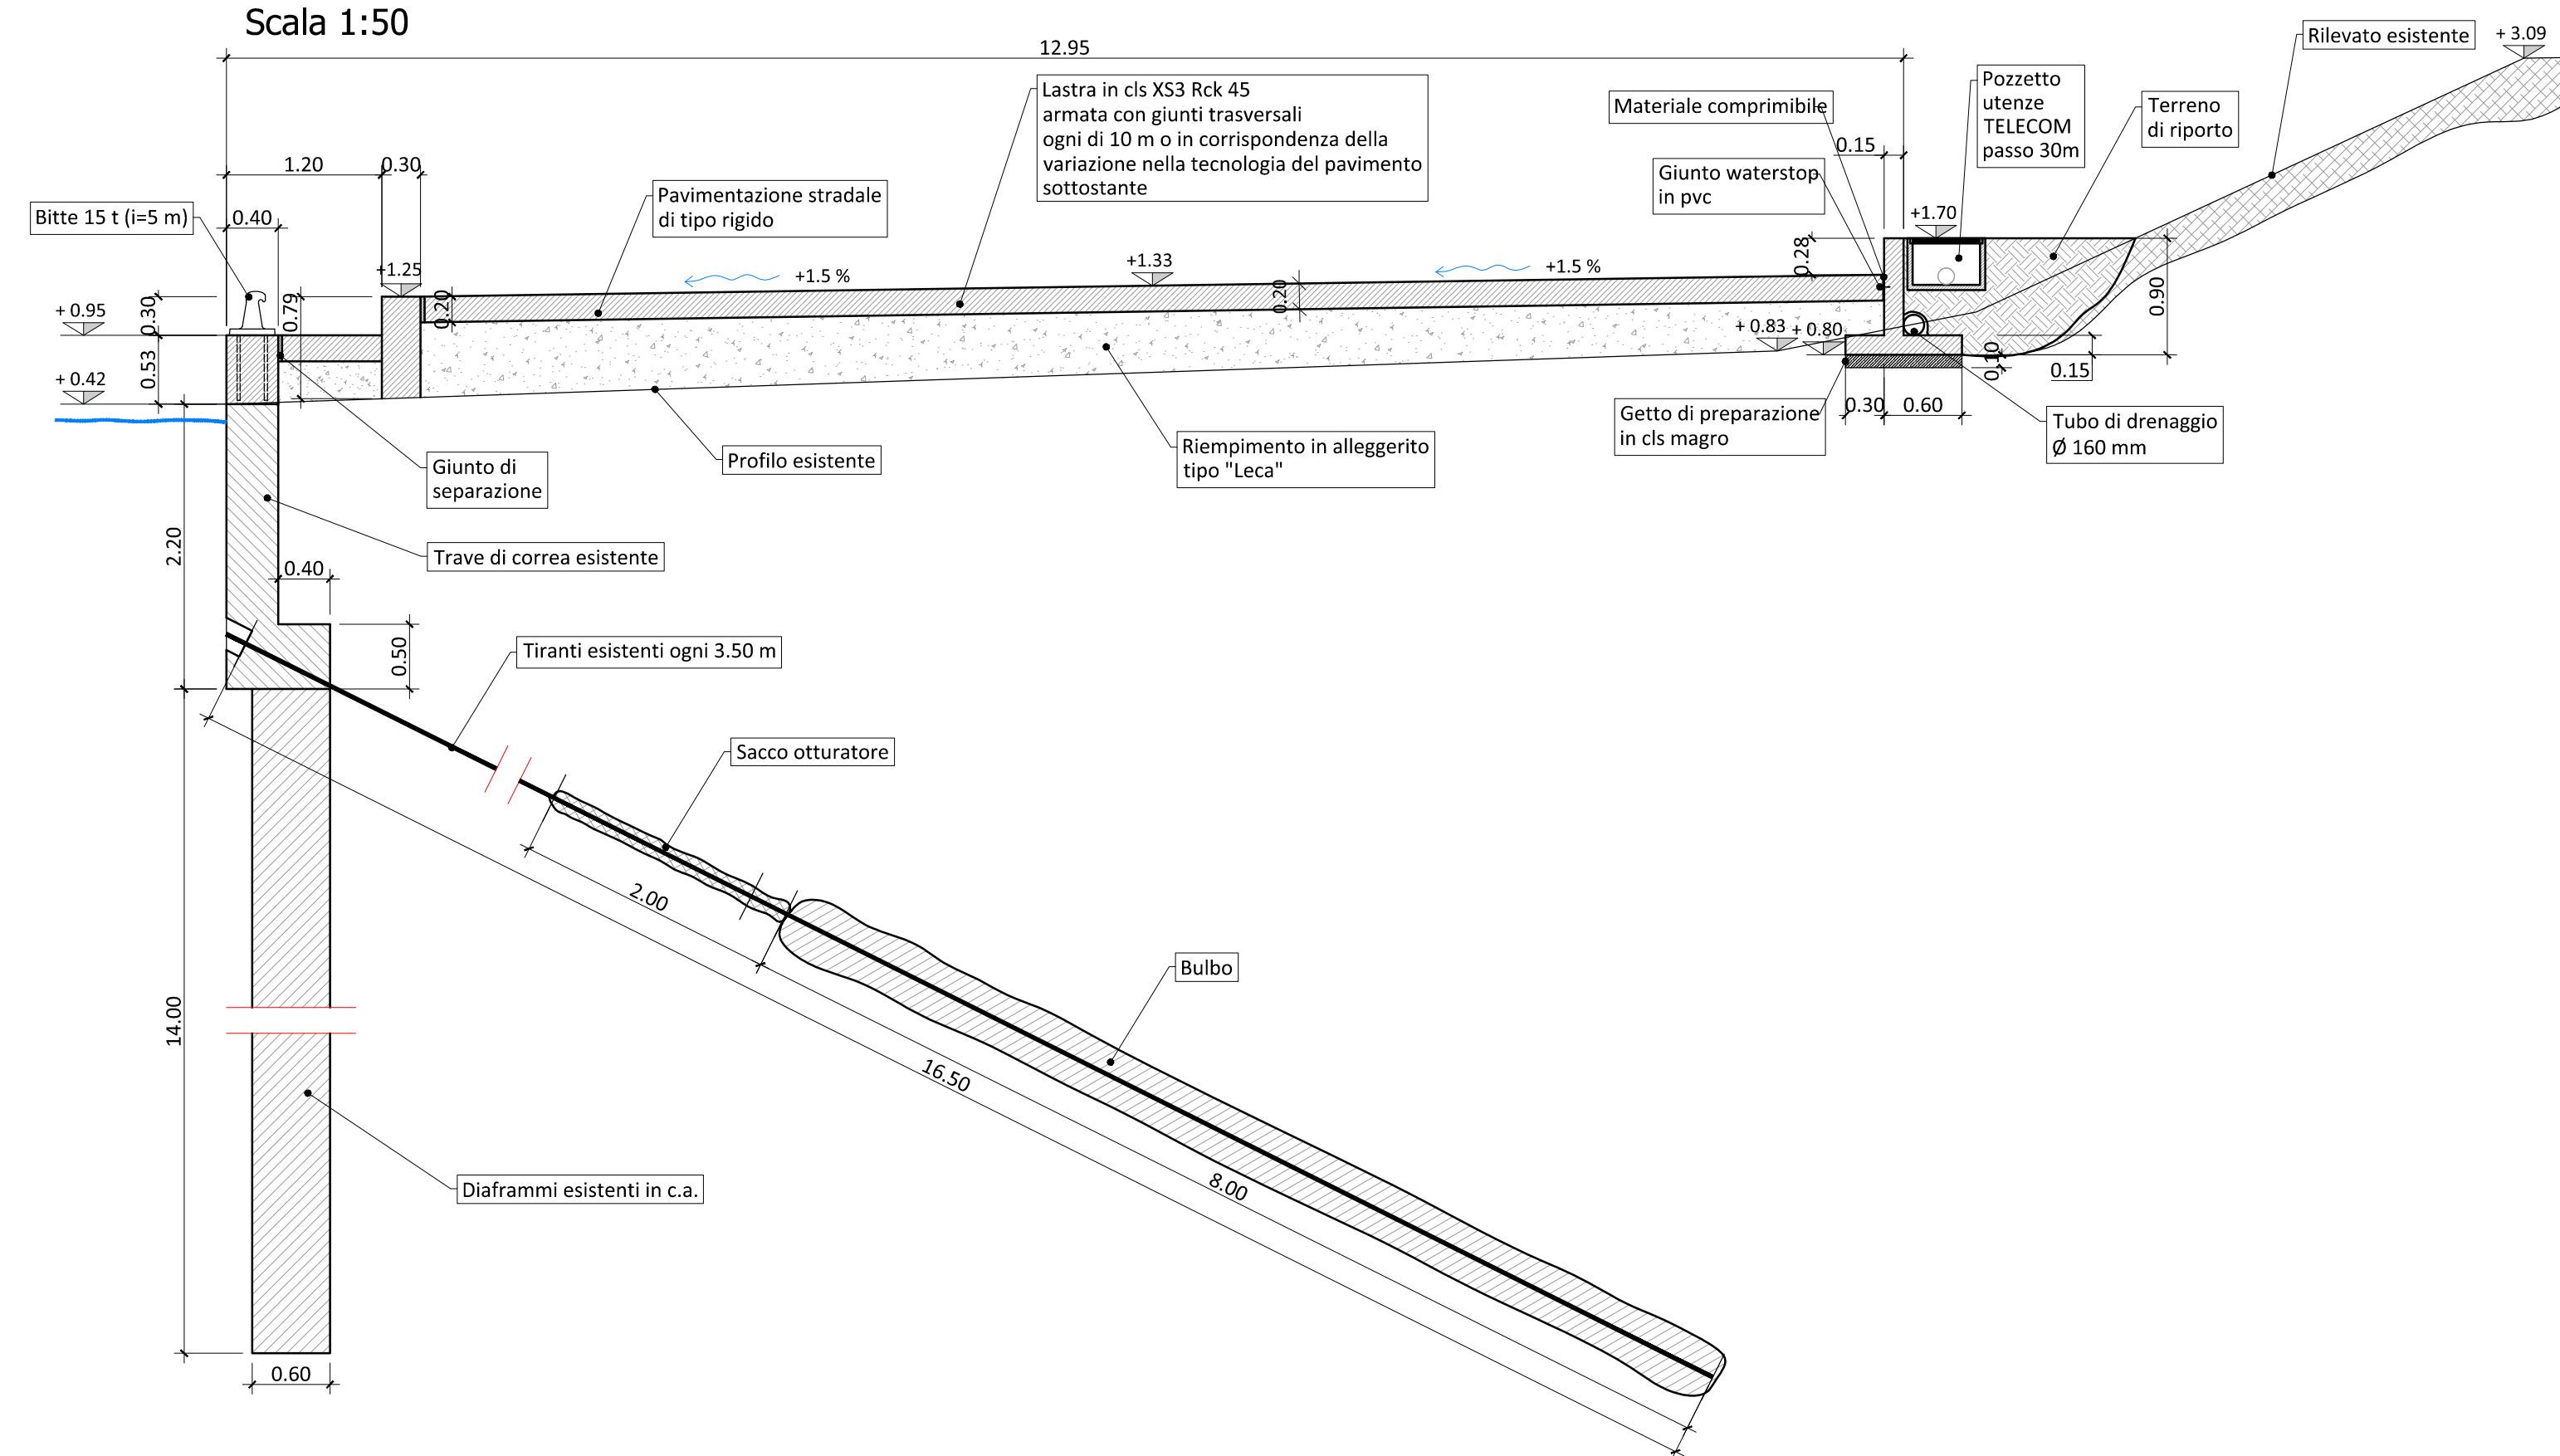 Scala 1:50
12.95
Rilevato esistente
+ 3.09
Lastra in cls XS3 Rck 45
armata con giunti trasversali
ogni di 10 m o in corrispondenza della
variazione nella tecnologia del pavimento
sottostante
Materiale comprimibile
Pozzetto
utenze
TELECOM
passo 30m
Terreno
di riporto
0.15
1.20
0.30
Giunto waterstop
in pvc
Pavimentazione stradale
di tipo rigido
Bitte 15 t (i=5 m)
0.40
+1.70
0.28
+1.25
+1.5 %
+1.33
+1.5 %
+ 0.95
0.30
0.79
0.20
0.20
0.90
+ 0.83
+ 0.80
0.53
+ 0.42
0.10
0.15
0.30
0.60
Getto di preparazione
in cls magro
Tubo di drenaggio
Ø 160 mm
Giunto di
separazione
Profilo esistente
Riempimento in alleggerito
tipo "Leca"
2.20
Trave di correa esistente
0.40
0.50
Tiranti esistenti ogni 3.50 m
Sacco otturatore
2.00
Bulbo
14.00
16.50
8.00
Diaframmi esistenti in c.a.
0.60